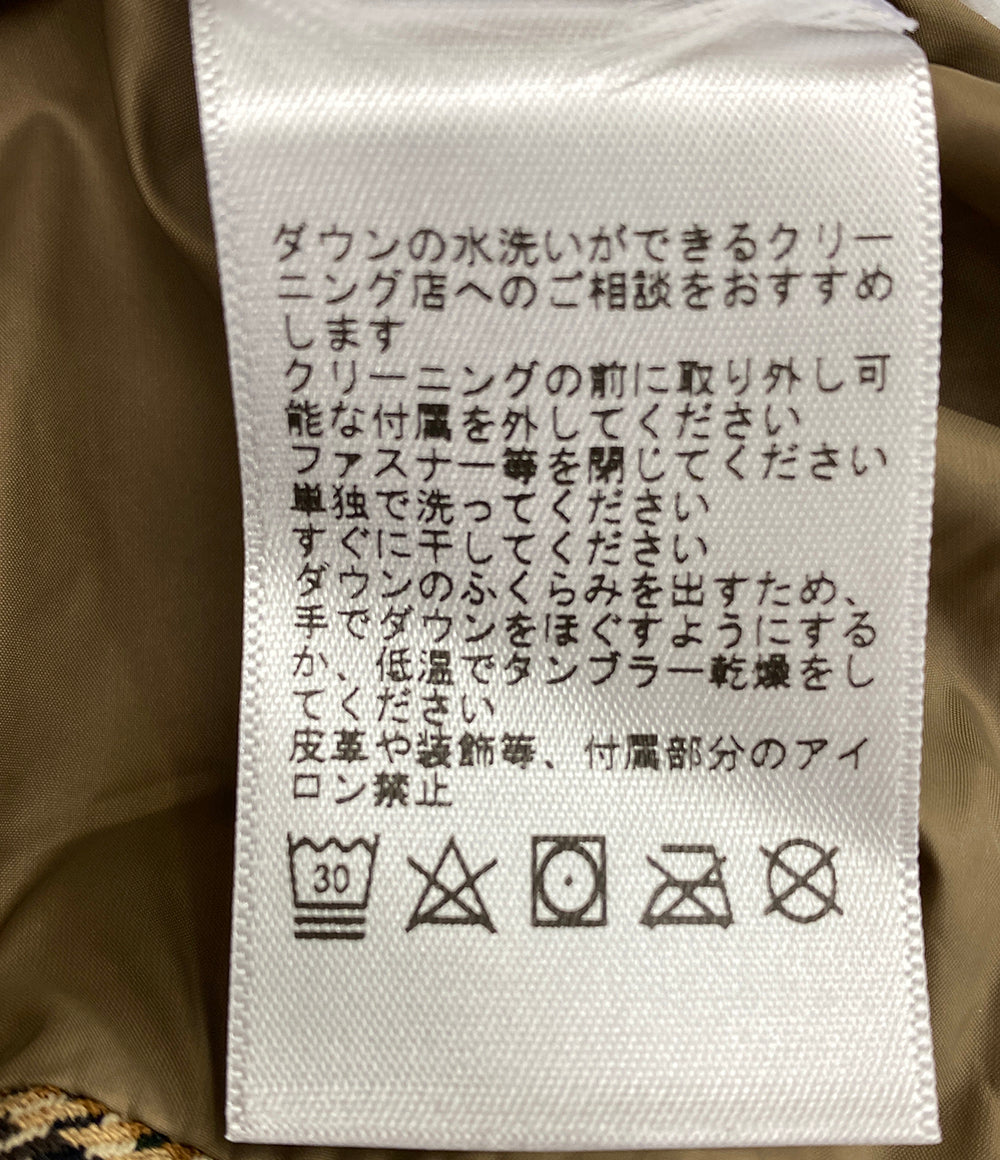 ダウンの水洗いができるクリー
ニング店へのご相談をおすすめ
します
クリーニングの前に取り外し可
能な付属を外してください
ファスナー等を閉じてください
単独で洗ってください
すぐに干してください
ダウンのふくらみを出すため、
手でダウンをほぐすようにする
か、低温でタンブラー乾燥をし
てください
皮革や装飾等、付属部分のアイ
ロン禁止
30